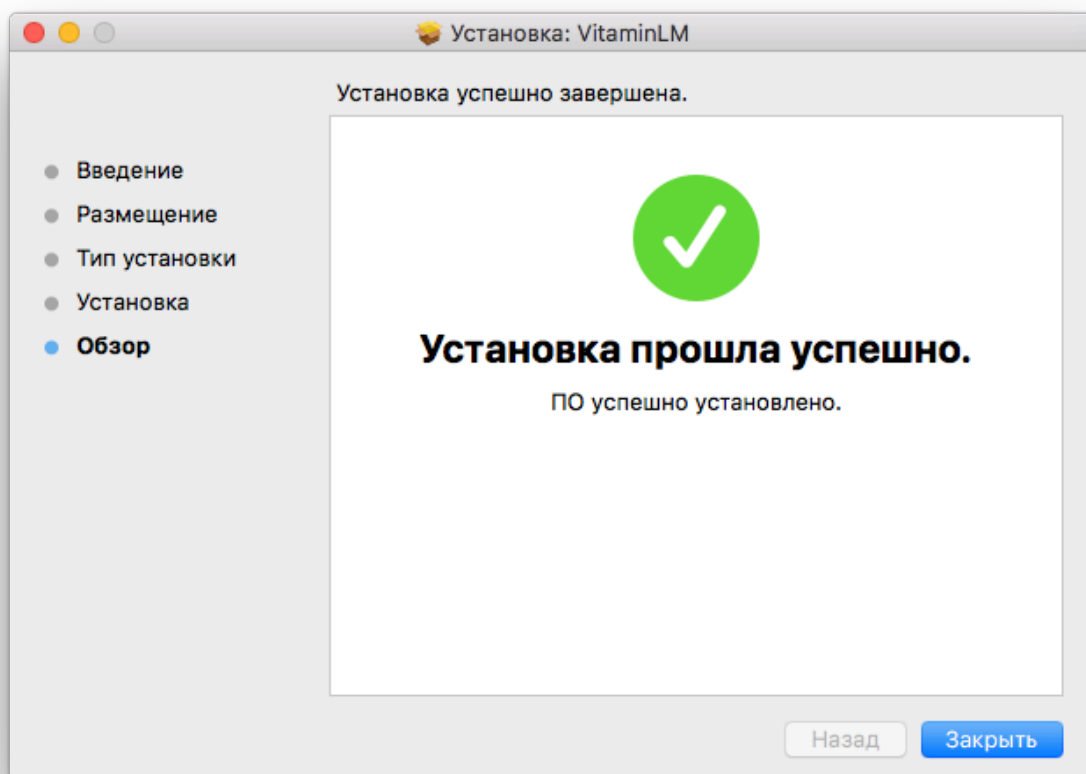 Установка: VitaminLM
Установка успешно завершена.
Введение
Размещение
Тип установки
Установка
Обзор
Установка прошла успешно.
ПО успешно установлено.
Назад
Закрыть